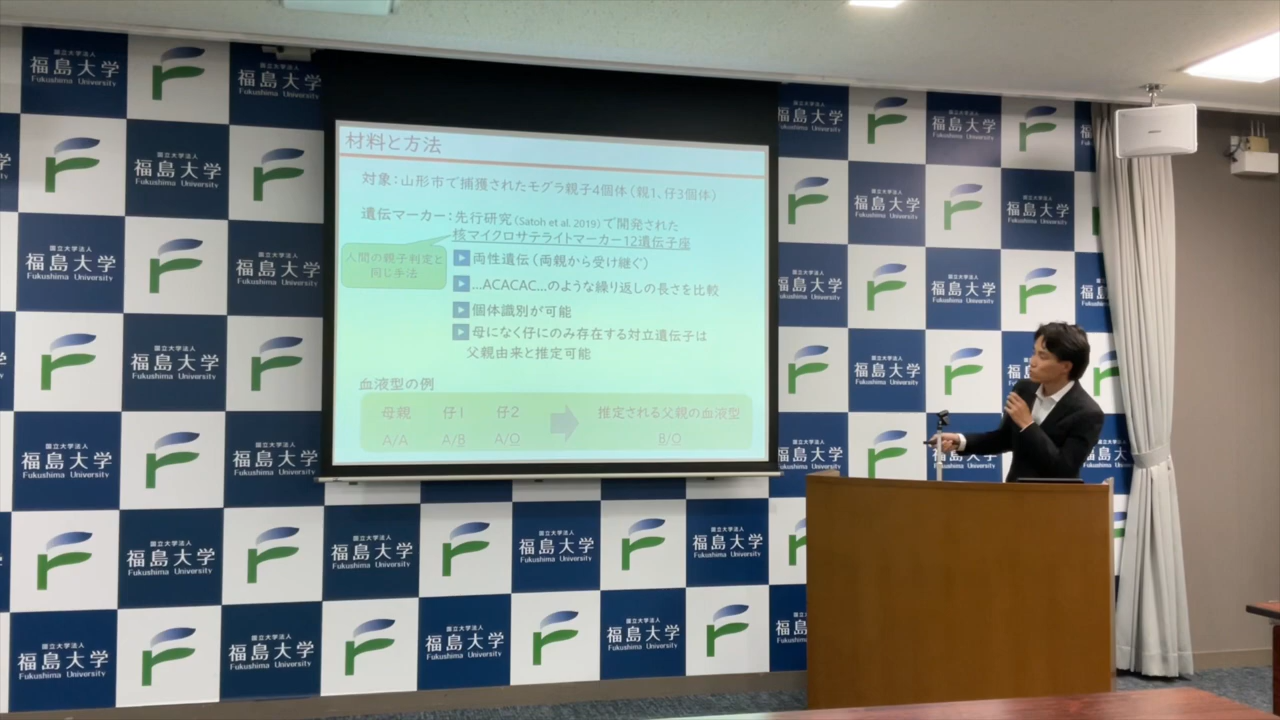 材料と方法
対象：山形市で捕獲されたモグラ親子4個体（親1、仔3個体）
遺伝マーカー：先行研究（Satoh et al. 2019）で開発された
核マイクロサテライトマーカー12遺伝子座
人間の親子判定と
同じ手法
両性遺伝（両親から受け継ぐ）
…ACACAC…のような繰り返しの長さを比較
個体識別が可能
母になく仔にのみ存在する対立遺伝子は
父親由来と推定可能
血液型の例
母親 仔1 仔2 推定される父親の血液型
A/A A/B A/O B/O
国立大学法人
福島大学
Fukushima University